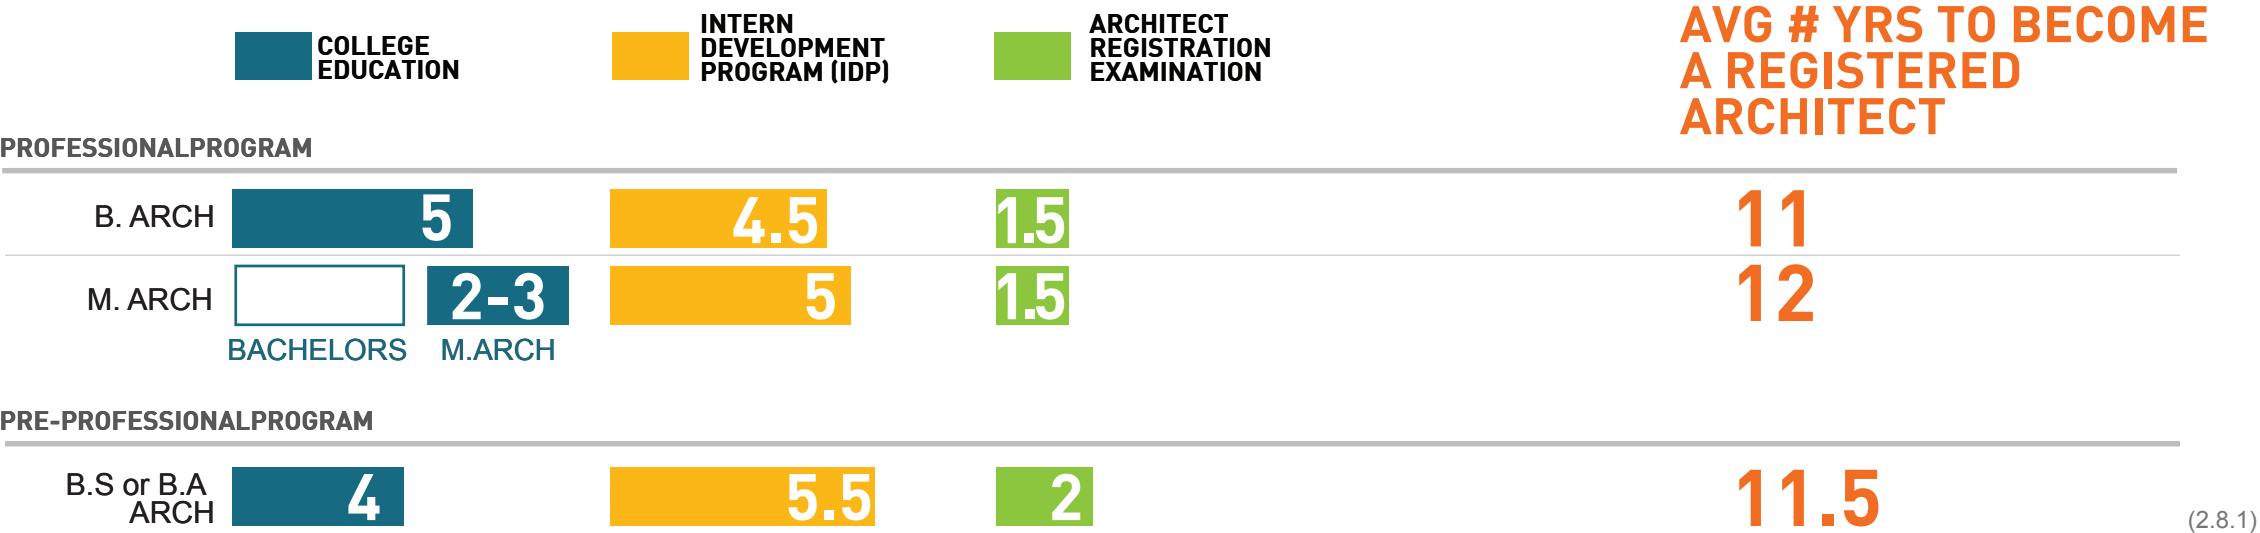 COLLEGE
EDUCATION
INTERN
DEVELOPMENT
PROGRAM (IDP)
ARCHITECT
REGISTRATION
EXAMINATION
AVG # YRS TO BECOME
A REGISTERED
ARCHITECT
PROFESSIONALPROGRAM
B. ARCH 5 4.5 1.5 11
M. ARCH 2-3 5 1.5 12
BACHELORS M.ARCH
PRE-PROFESSIONALPROGRAM
B.S or B.A
ARCH 4 5.5 2 11.5
(2.8.1)